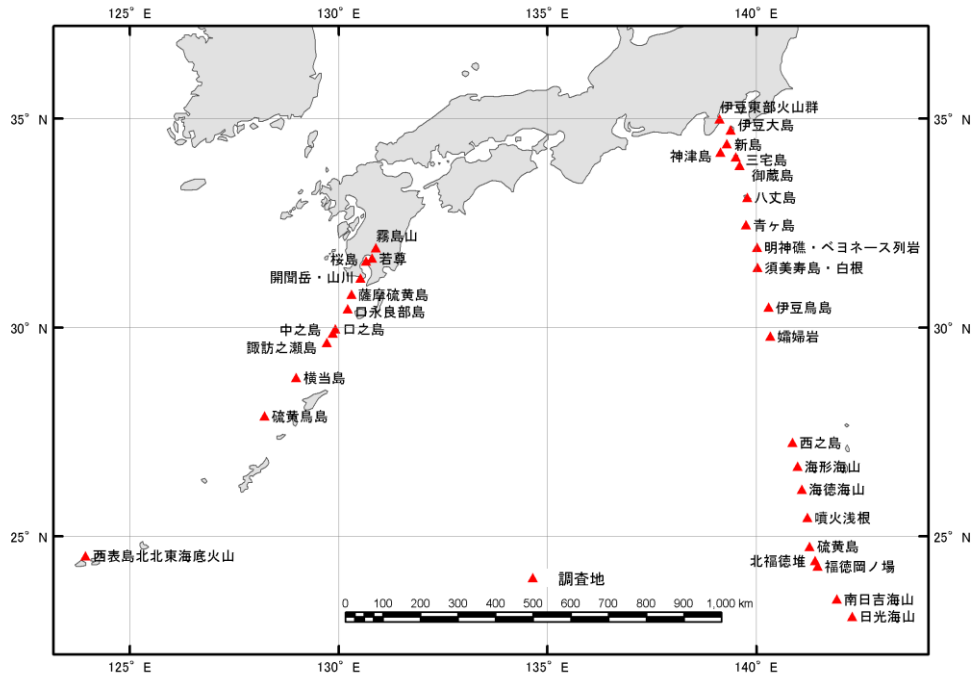 125° E
130° E
135° E
140° E
35° N
35° N
伊豆東部火山群
伊豆大島
新島
神津島
三宅島
御蔵島
八丈島
青ヶ島
明神礁・ベヨネース列岩
須美寿島・白根
伊豆鳥島
孀婦岩
霧島山
桜島
若尊
開聞岳・山川
薩摩硫黄島
口永良部島
30° N
30° N
中之島
口之島
諏訪之瀬島
横当島
硫黄鳥島
西之島
海形海山
海徳海山
噴火浅根
25° N
25° N
硫黄島
北福徳堆
福徳岡ノ場
西表島北北東海底火山
南日吉海山
日光海山
調査地
0 100 200 300 400 500 600 700 800 900 1,000 km
125° E
130° E
135° E
140° E